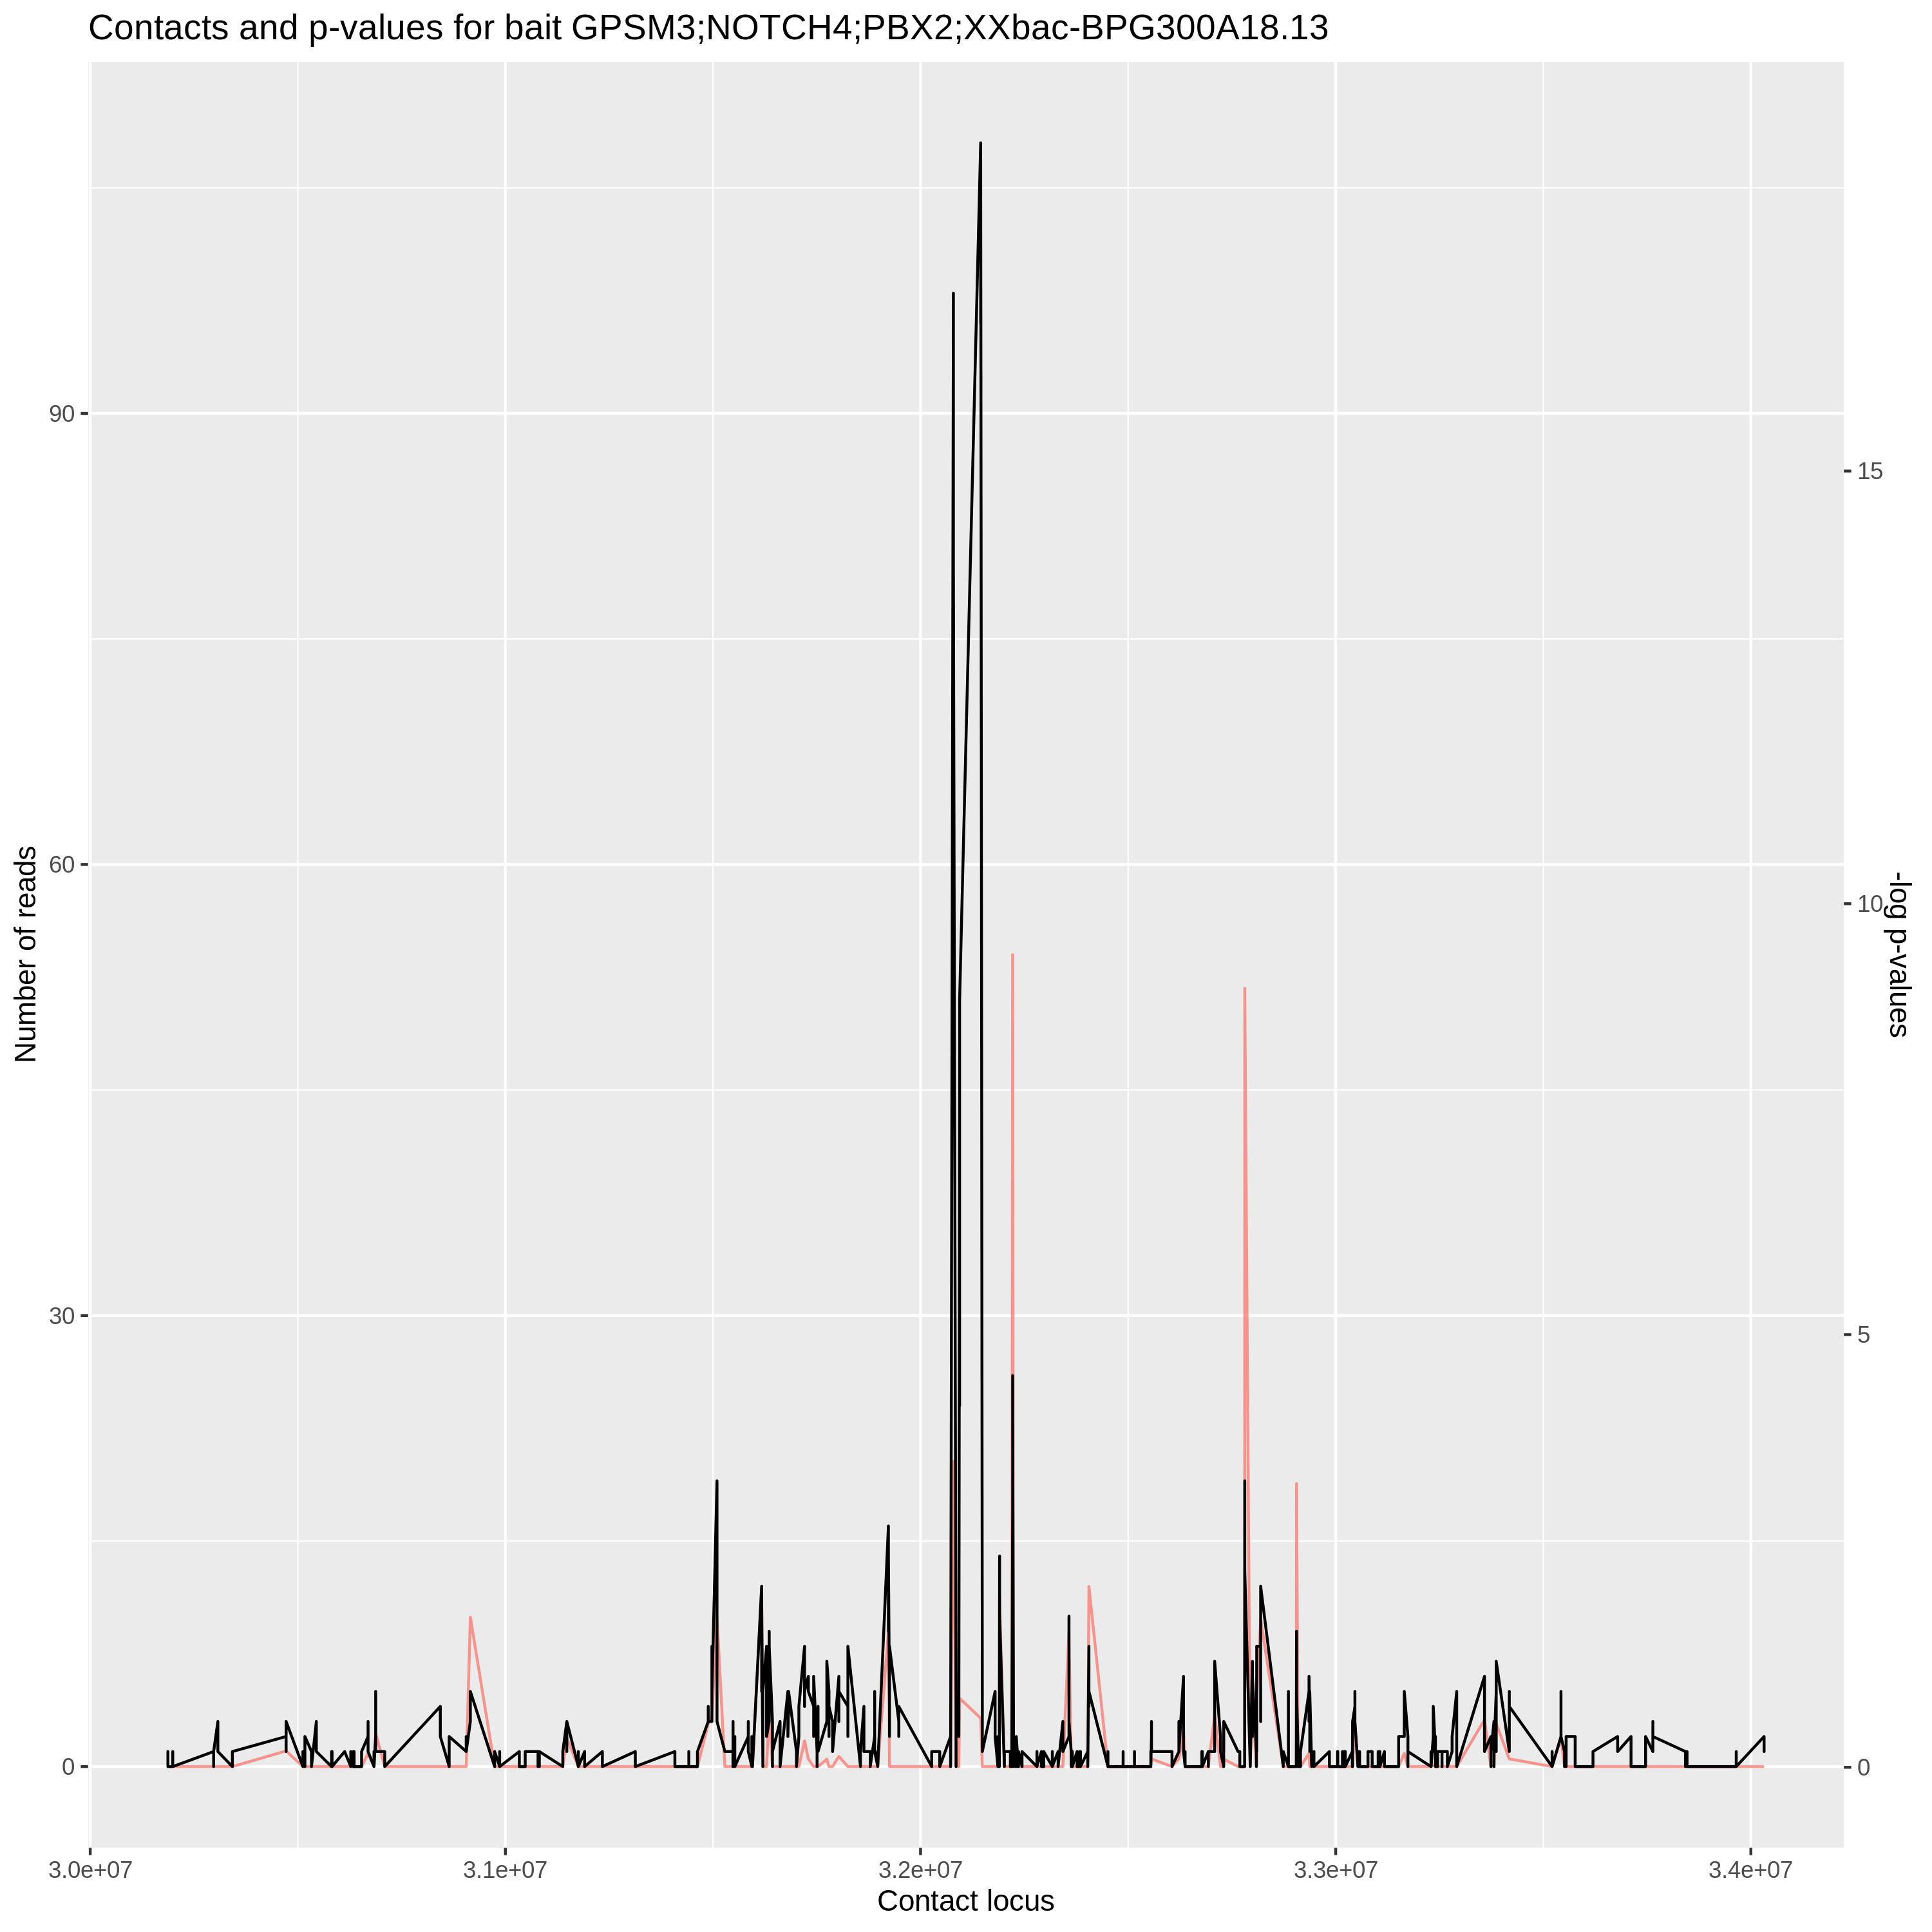 Contacts and p-values for bait GPSM3;NOTCH4;PBX2;XXbac-BPG300A18.13
90
60
30
0
Number of reads
15
10
5
0
-log p-values
3.0e+07 3.1e+07 3.2e+07 3.3e+07 3.4e+07
Contact locus